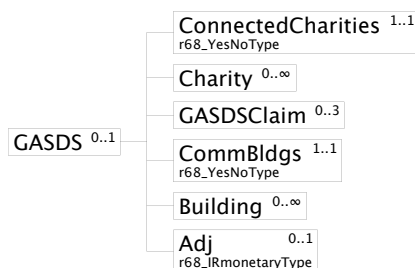 ConnectedCharities 1..1
r68_YesNoType
Charity 0..∞
GASDSClaim 0..3
GASDS 0..1
CommBldgs 1..1
r68_YesNoType
Building 0..∞
Adj 0..1
r68_IRmonetaryType